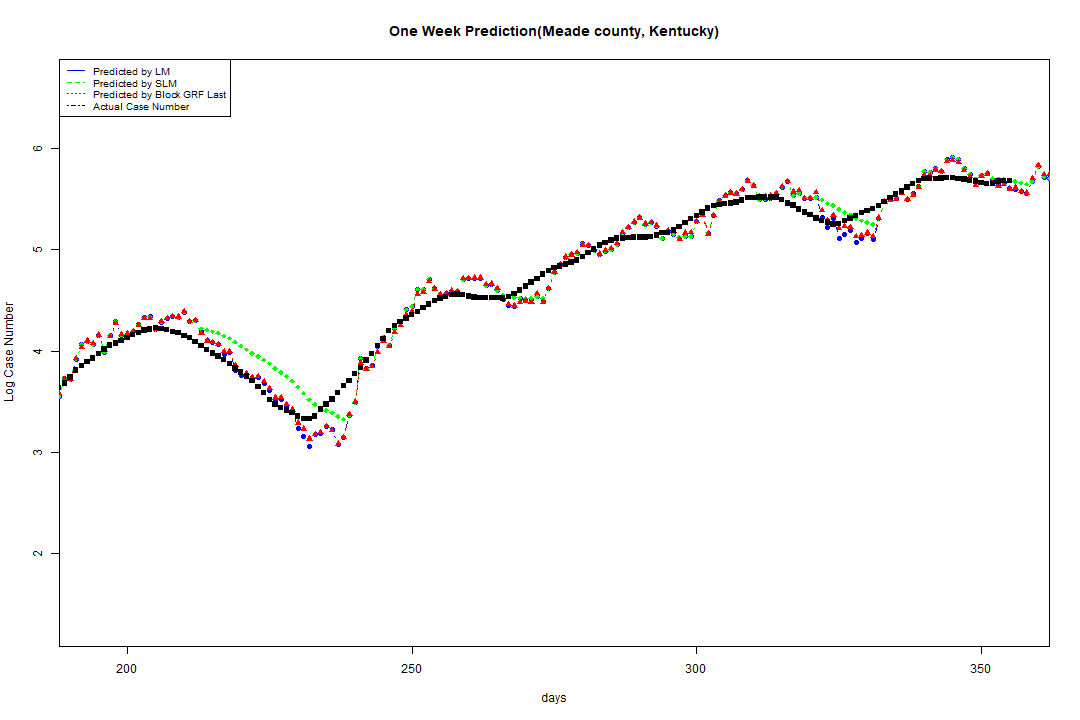 One Week Prediction(Meade county, Kentucky)
Predicted by LM
Predicted by SLM
Predicted by Block GRF Last
Actual Case Number
6
5
4
3
2
Log Case Number
200
250
300
350
days